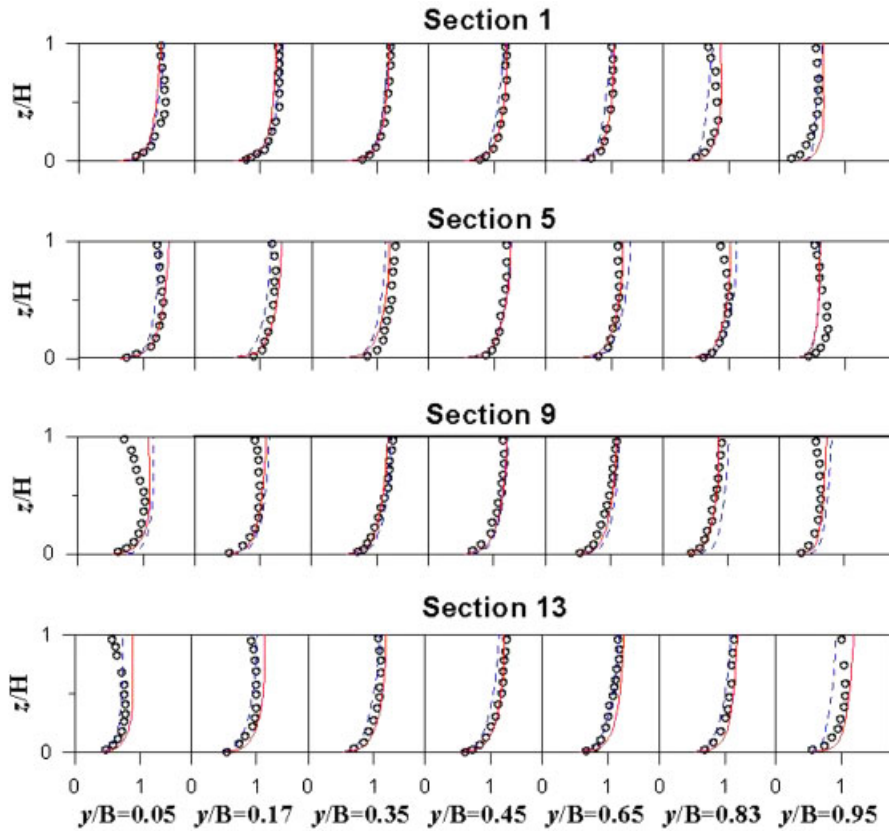 Section 1
1
z/H
0
Section 5
1
z/H
0
Section 9
1
z/H
0
Section 13
1
z/H
0
0 1 0 1 0 1 0 1 0 1 0 1 0 1
y/B=0.05 y/B=0.17 y/B=0.35 y/B=0.45 y/B=0.65 y/B=0.83 y/B=0.95